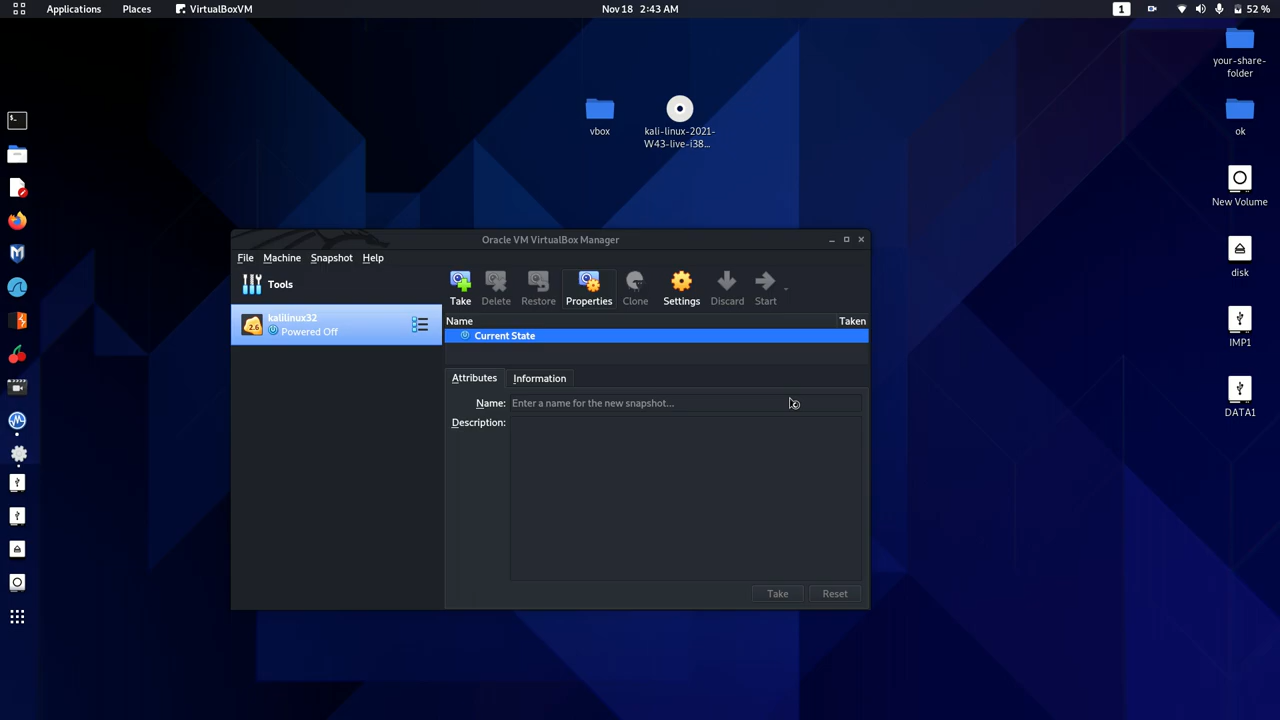 Applications Places VirtualBoxVM Nov 18 2:43 AM 1 52 %
your-share-
folder
vbox
kali-linux-2021-
W43-live-i38...
ok
New Volume
disk
IMP1
DATA1
Oracle VM VirtualBox Manager
File Machine Snapshot Help
Tools
kalilinux32
Powered Off
2.6
Take Delete Restore Properties Clone Settings Discard Start
Name Taken
Current State
Attributes Information
Name: Enter a name for the new snapshot...
Description:
Take Reset